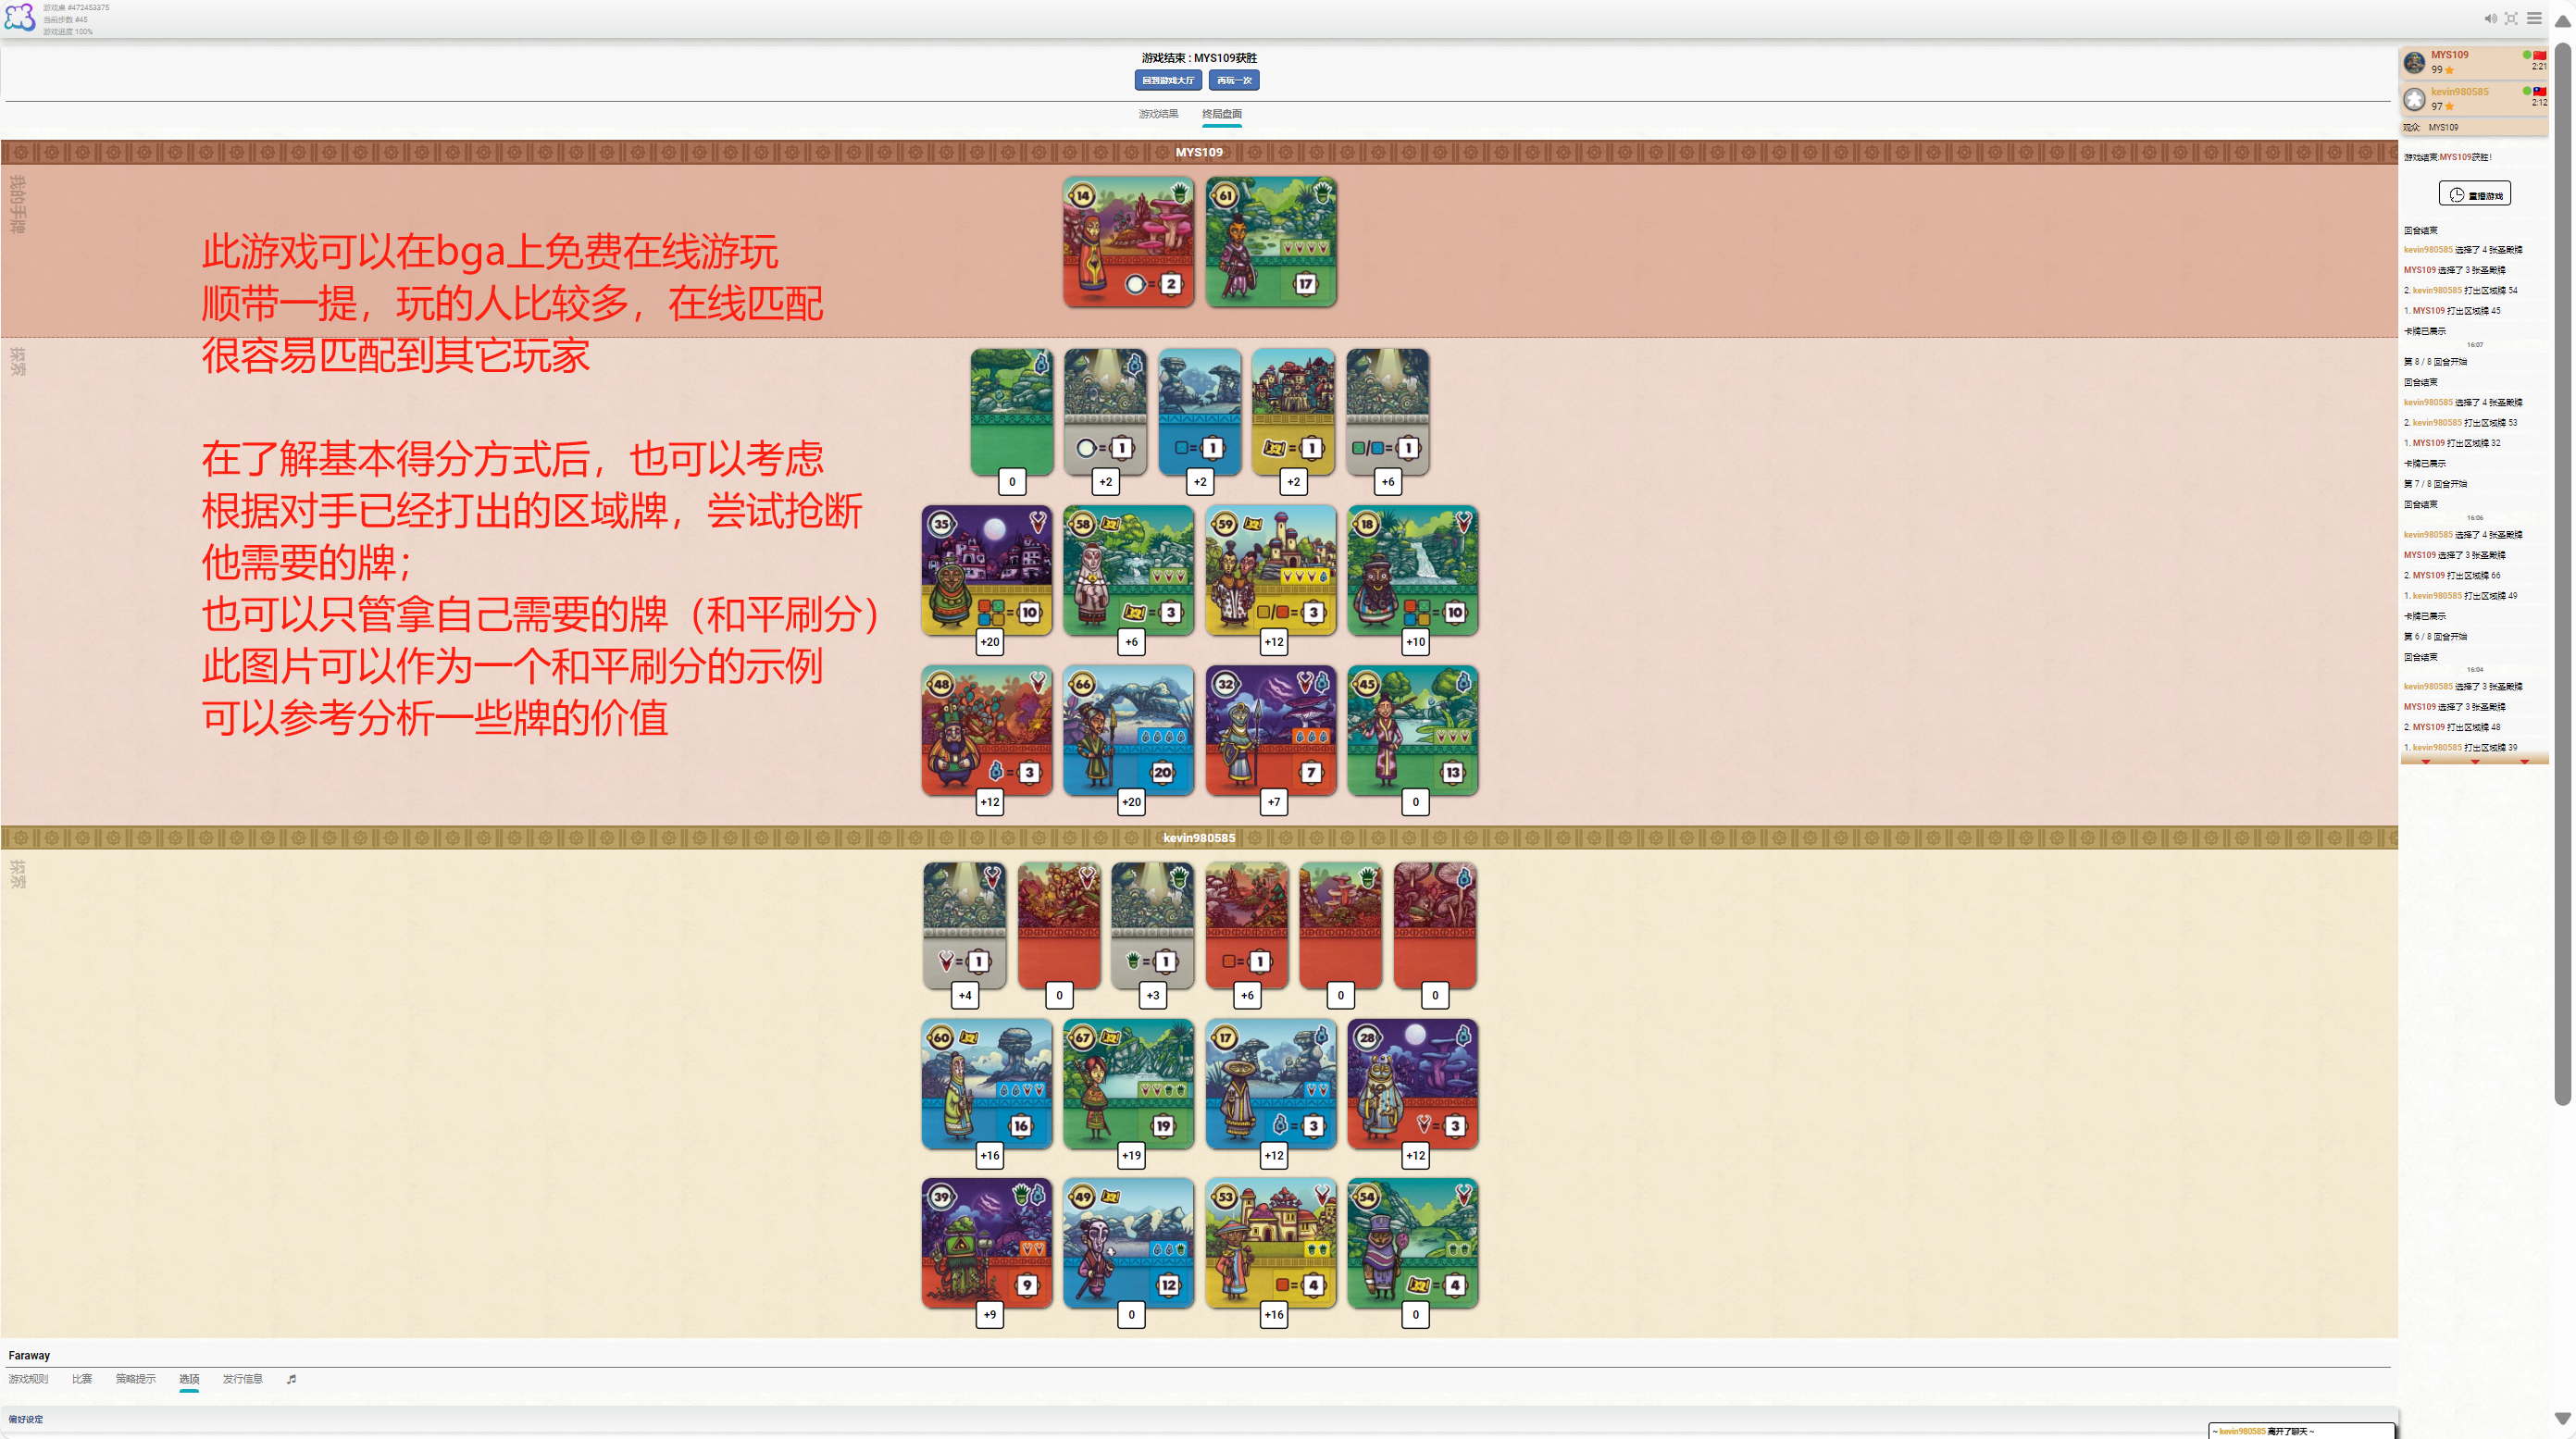 游戏桌 #472453375
当前步数 #45
游戏进度 100%
游戏结束 : MYS109获胜
回到游戏大厅 再玩一次
游戏结果 终局盘面
MYS109
我的手牌
14
= 2
61
17
此游戏可以在bga上免费在线游玩
顺带一提，玩的人比较多，在线匹配
很容易匹配到其它玩家
在了解基本得分方式后，也可以考虑
根据对手已经打出的区域牌，尝试抢断
他需要的牌；
也可以只管拿自己需要的牌（和平刷分）
此图片可以作为一个和平刷分的示例
可以参考分析一些牌的价值
探索
= 1 = 1 = 1 / = 1
0 +2 +2 +2 +6
35 58 59 18
= 10 = 3 / = 3 = 10
+20 +6 +12 +10
48 66 32 45
= 3 20 7 13
+12 +20 +7 0
kevin980585
探索
= 1 = 1 = 1
+4 0 +3 +6 0 0
60 67 17 28
16 19 = 3 = 3
+16 +19 +12 +12
39 49 53 54
9 12 = 4 = 4
+9 0 +16 0
Faraway
游戏规则 比赛 策略提示 选项 发行信息
偏好设定
MYS109
99 2:21
kevin980585
97 2:12
观众: MYS109
游戏结束:MYS109获胜!
重播游戏
回合结束
kevin980585 选择了 4 张圣殿牌
MYS109 选择了 3 张圣殿牌
2. kevin980585 打出区域牌 54
1. MYS109 打出区域牌 45
卡牌已展示
16:07
第 8 / 8 回合开始
回合结束
kevin980585 选择了 4 张圣殿牌
2. kevin980585 打出区域牌 53
1. MYS109 打出区域牌 32
卡牌已展示
第 7 / 8 回合开始
回合结束
16:06
kevin980585 选择了 4 张圣殿牌
MYS109 选择了 3 张圣殿牌
2. MYS109 打出区域牌 66
1. kevin980585 打出区域牌 49
卡牌已展示
第 6 / 8 回合开始
回合结束
16:04
kevin980585 选择了 3 张圣殿牌
MYS109 选择了 3 张圣殿牌
2. MYS109 打出区域牌 48
1. kevin980585 打出区域牌 39
~ kevin980585 离开了聊天 ~